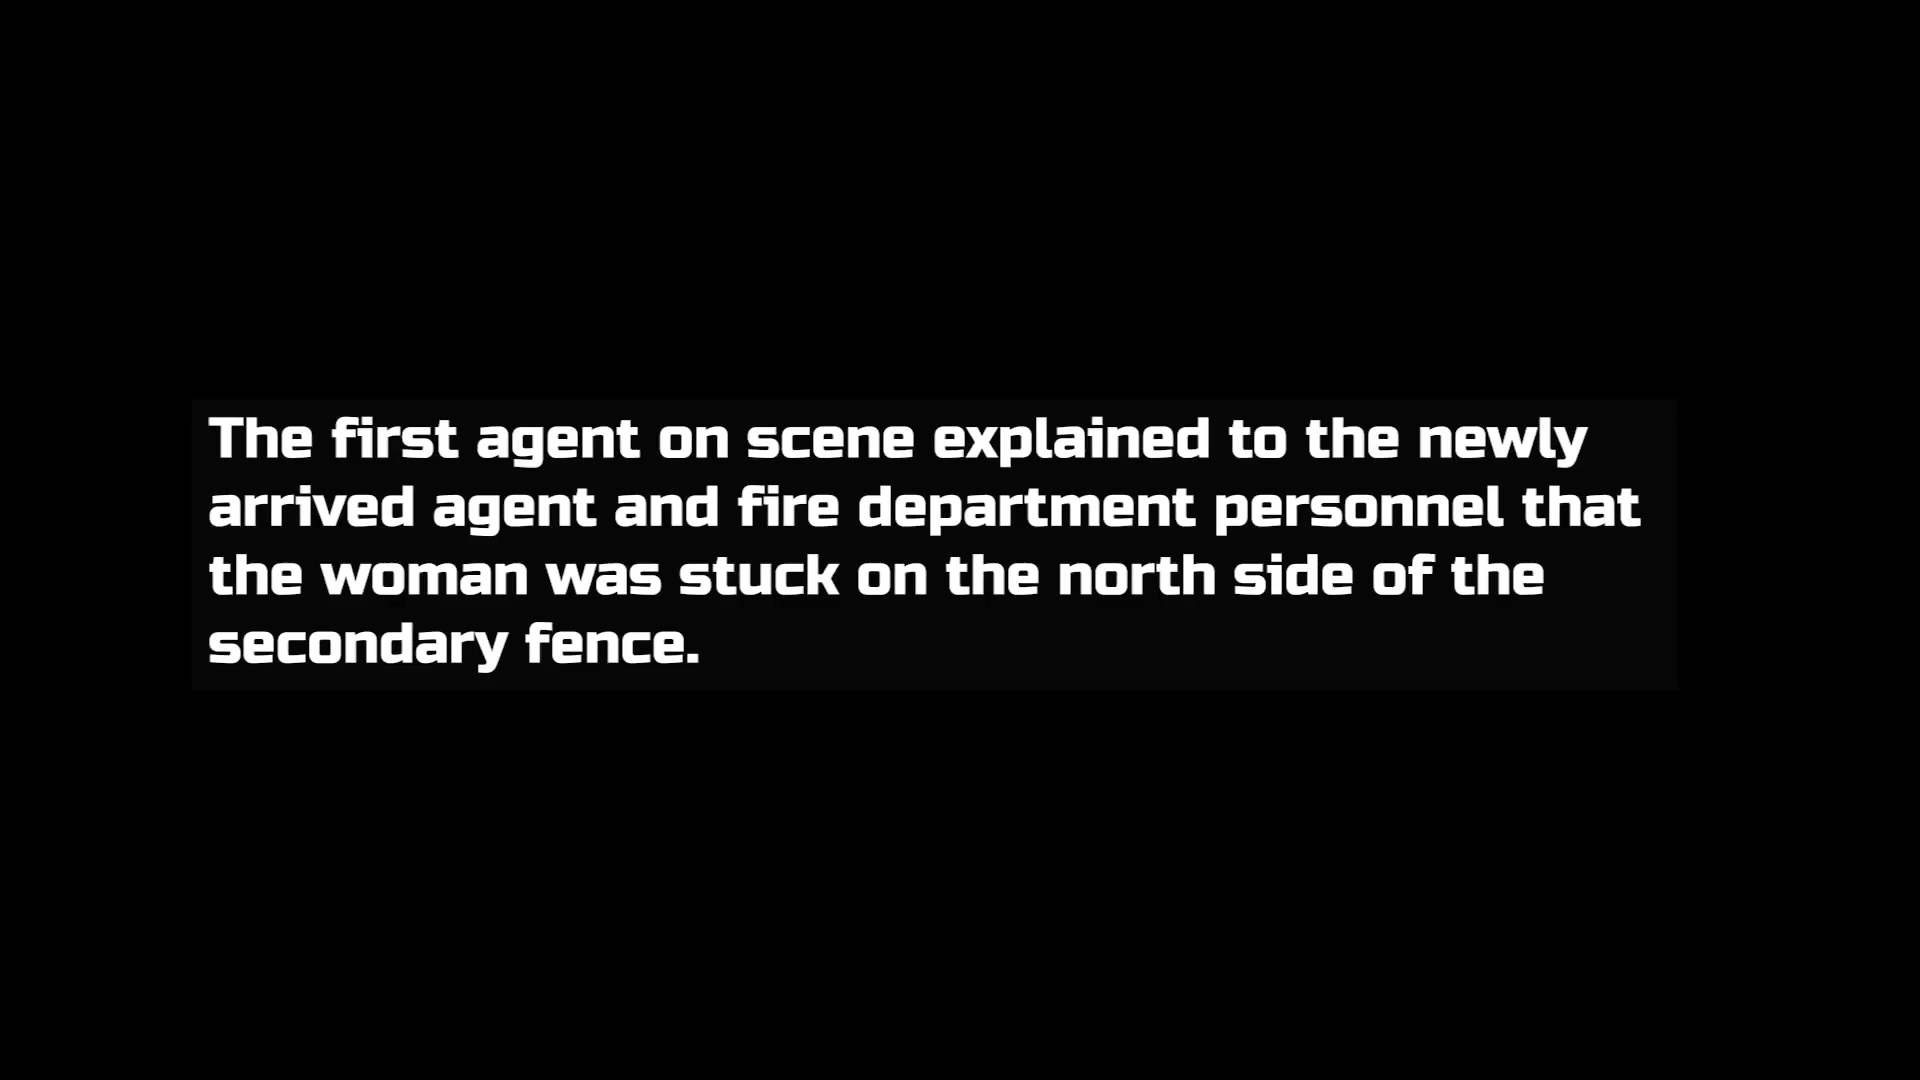 The first agent on scene explained to the newly
arrived agent and fire department personnel that
the woman was stuck on the north side of the
secondary fence.